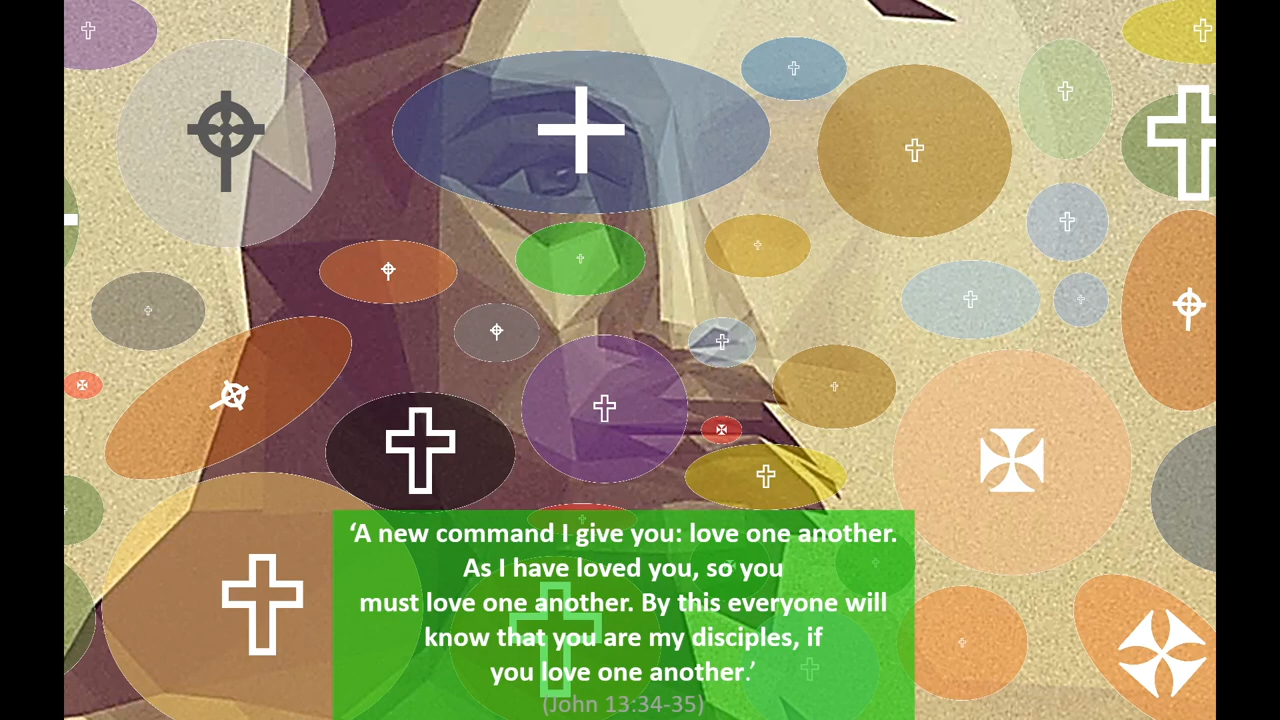 ‘A new command I give you: love one another.
As I have loved you, so you
must love one another. By this everyone will
know that you are my disciples, if
you love one another.’
(John 13:34-35)